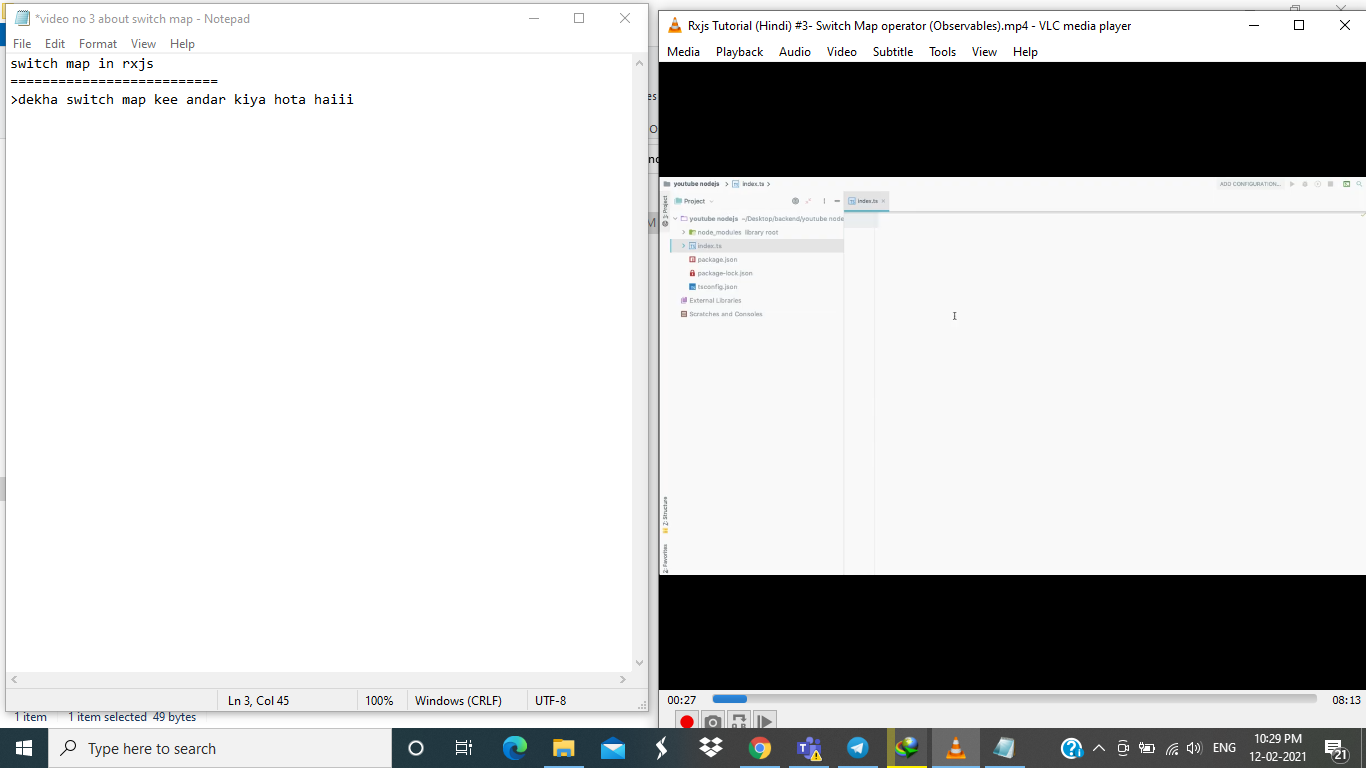 *video no 3 about switch map - Notepad
File Edit Format View Help
switch map in rxjs
==========================
>dekha switch map kee andar kiya hota haiii
Ln 3, Col 45 100% Windows (CRLF) UTF-8
1 item 1 item selected 49 bytes
Rxjs Tutorial (Hindi) #3- Switch Map operator (Observables).mp4 - VLC media player
Media Playback Audio Video Subtitle Tools View Help
youtube nodejs index.ts
ADD CONFIGURATION...
Project
index.ts
youtube nodejs ~/Desktop/backend/youtube node
node_modules library root
index.ts
package.json
package-lock.json
tsconfig.json
External Libraries
Scratches and Consoles
Z: Structure
2: Favorites
00:27 08:13
Type here to search
ENG
10:29 PM
12-02-2021
21